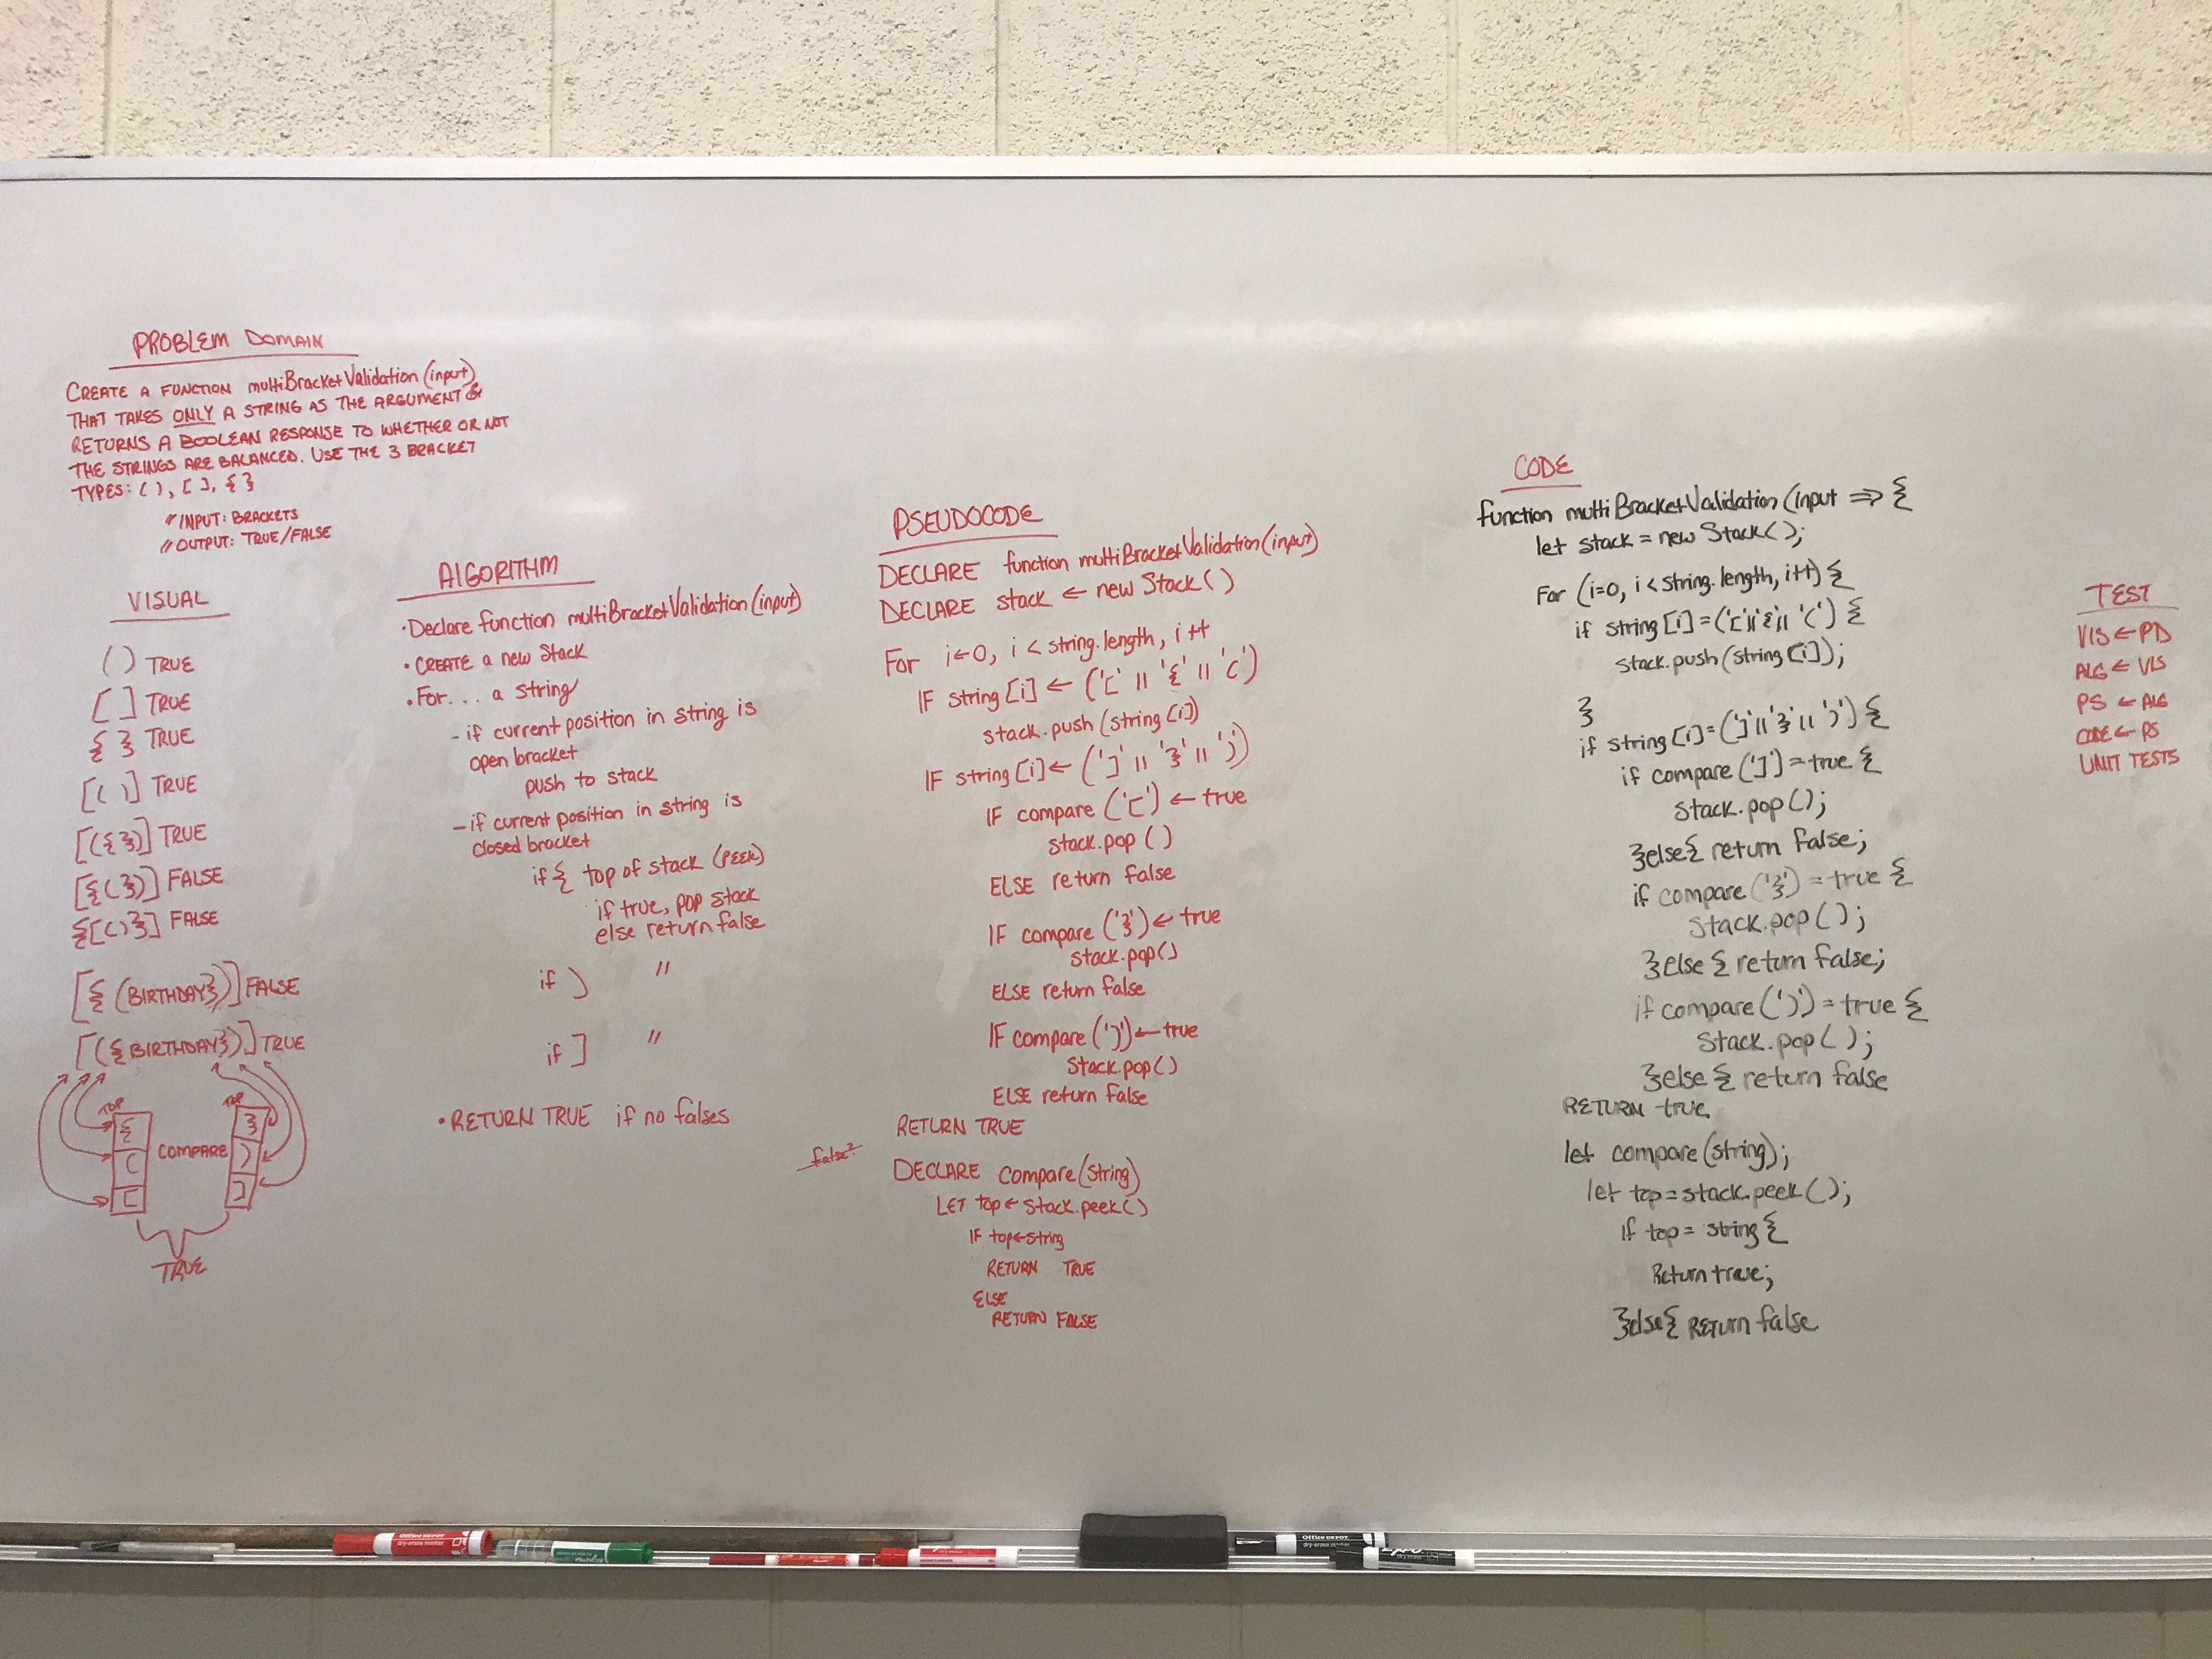 PROBLEM DOMAIN
CREATE A FUNCTION multiBracketValidation(input)
THAT TAKES ONLY A STRING AS THE ARGUMENT &
RETURNS A BOOLEAN RESPONSE TO WHETHER OR NOT
THE STRINGS ARE BALANCED. USE THE 3 BRACKET
TYPES: ( ), [ ], { }
// INPUT: BRACKETS
// OUTPUT: TRUE/FALSE
VISUAL
( ) TRUE
[ ] TRUE
{ } TRUE
[( )] TRUE
[({ })] TRUE
[{ ( })] FALSE
{[( )}] FALSE
[{ (BIRTHDAY})] FALSE
[({BIRTHDAY})] TRUE
TOP TOP
{ }
( COMPARE )
[ ]
TRUE
ALGORITHM
• Declare function multiBracketValidation(input)
• CREATE a new Stack
• For... a string
- if current position in string is
open bracket
push to stack
- if current position in string is
closed bracket
if { top of stack (PEEK)
if true, pop stack
else return false
if ) "
if ] "
• RETURN TRUE if no falses
PSEUDOCODE
DECLARE function multiBracketValidation(input)
DECLARE stack ← new Stack()
For i←0, i < string.length, i++
IF string[i] ← ('[' || '{' || '(')
stack.push(string[i])
IF string[i] ← (']' || '}' || ')')
IF compare('[') ← true
stack.pop()
ELSE return false
IF compare('}') ← true
stack.pop()
ELSE return false
IF compare(')') ← true
Stack.pop()
ELSE return false
RETURN TRUE
false?
DECLARE compare(string)
LET top ← stack.peek()
IF top←string
RETURN TRUE
ELSE
RETURN FALSE
CODE
function multiBracketValidation(input => {
let stack = new Stack();
For (i=0, i < string.length, i++) {
if string[i] = ('['||'{'|| '(') {
stack.push(string[i]);
}
if string[i] = (']'||'}'|| ')') {
if compare(']') = true {
stack.pop();
}else{ return false;
if compare('}') = true {
stack.pop();
}else { return false;
if compare(')') = true {
stack.pop();
}else { return false
RETURN true
let compare(string);
let top = stack.peek();
if top = string {
Return true;
}else{ RETURN false
TEST
VIS ← PD
ALG ← VIS
PS ← ALG
CODE ← PS
UNIT TESTS
Office DEPOT
dry-erase marker
Office DEPOT